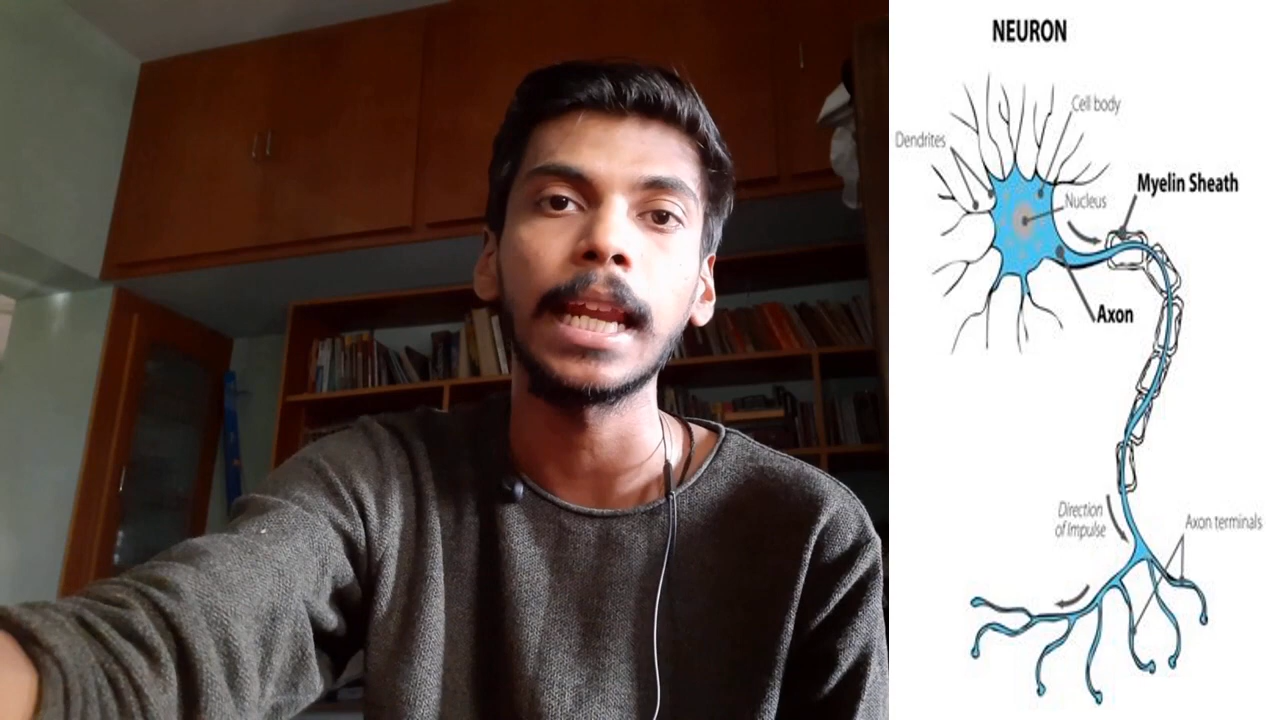 NEURON
Cell body
Dendrites
Myelin Sheath
Nucleus
Axon
Direction
of Impulse
Axon terminals